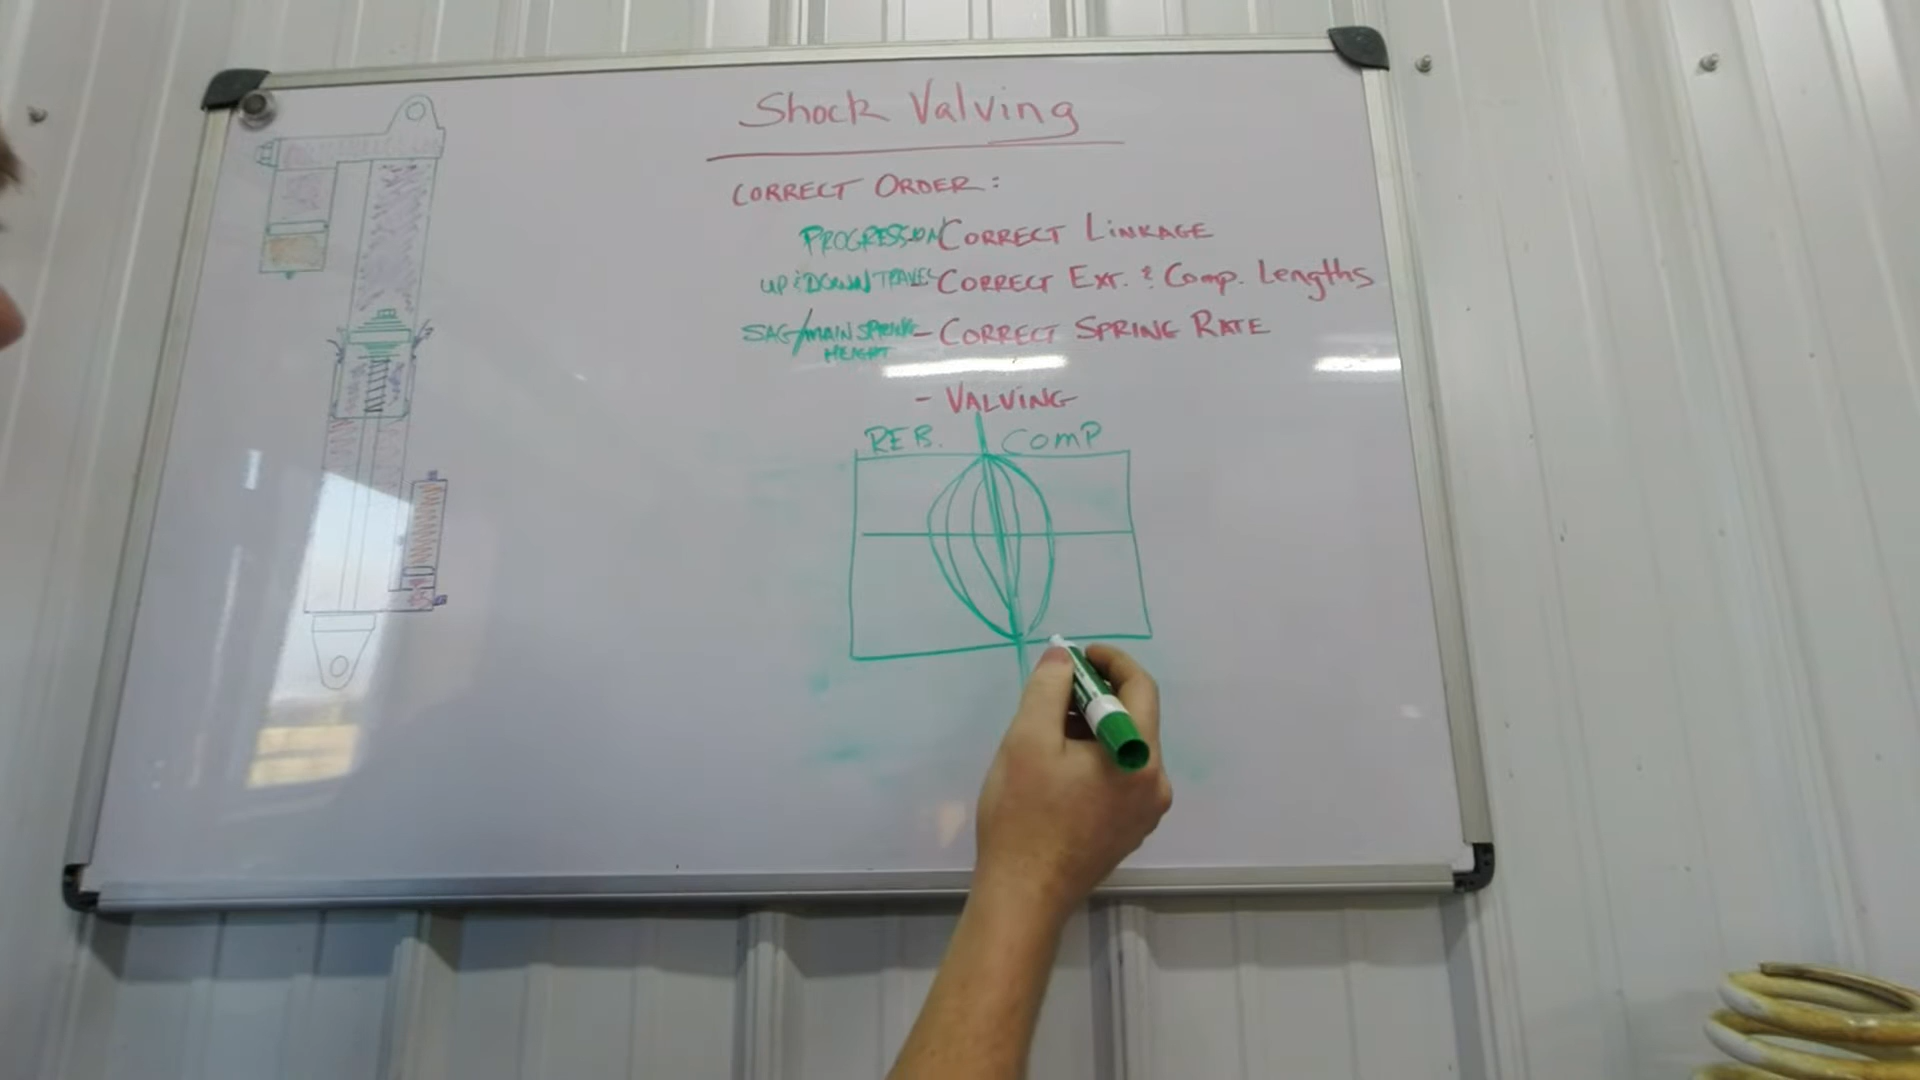 Shock Valving
CORRECT ORDER:
PROGRESSION CORRECT LINKAGE
UP & DOWN TRAVEL CORRECT EXT. & Comp. Lengths
SAG/MAIN SPRING - CORRECT SPRING RATE
HEIGHT
- VALVING
REB. COMP